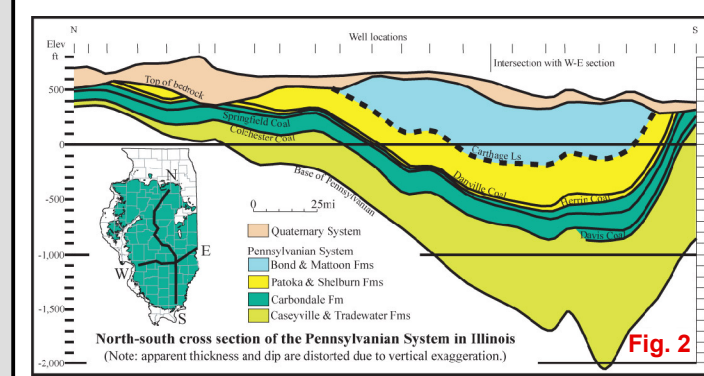 N
Well locations
S
Elev
ft
Intersection with W-E section
500
Top of bedrock
Springfield Coal
Colchester Coal
Carthage Ls
0
Base of Pennsylvanian
Danville Coal
Herrin Coal
Davis Coal
-500
-1,000
-1,500
-2,000
N
W
E
S
0 25mi
Quaternary System
Pennsylvanian System
Bond & Mattoon Fms
Patoka & Shelburn Fms
Carbondale Fm
Caseyville & Tradewater Fms
North-south cross section of the Pennsylvanian System in Illinois
(Note: apparent thickness and dip are distorted due to vertical exaggeration.)
Fig. 2